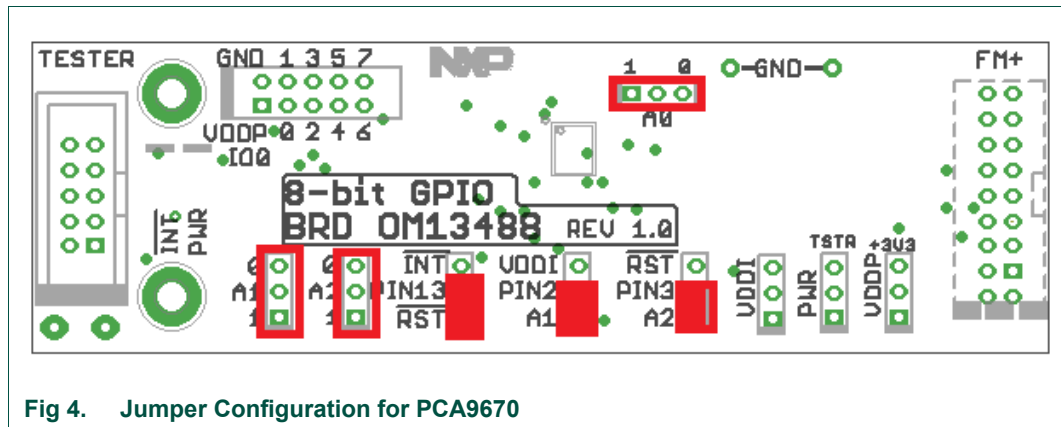 TESTER
GND 1 3 5 7
NXP
1 0
GND
FM+
A0
VDDP 0 2 4 6
IO0
8-bit GPIO
BRD OM13488 REV 1.0
INT
PWR
0
A1
1
0
A2
1
INT
PIN13
RST
VDDI
PIN2
A1
RST
PIN3
A2
VDDI
TSTR
PWR
+3V3
VDDP
Fig 4. Jumper Configuration for PCA9670